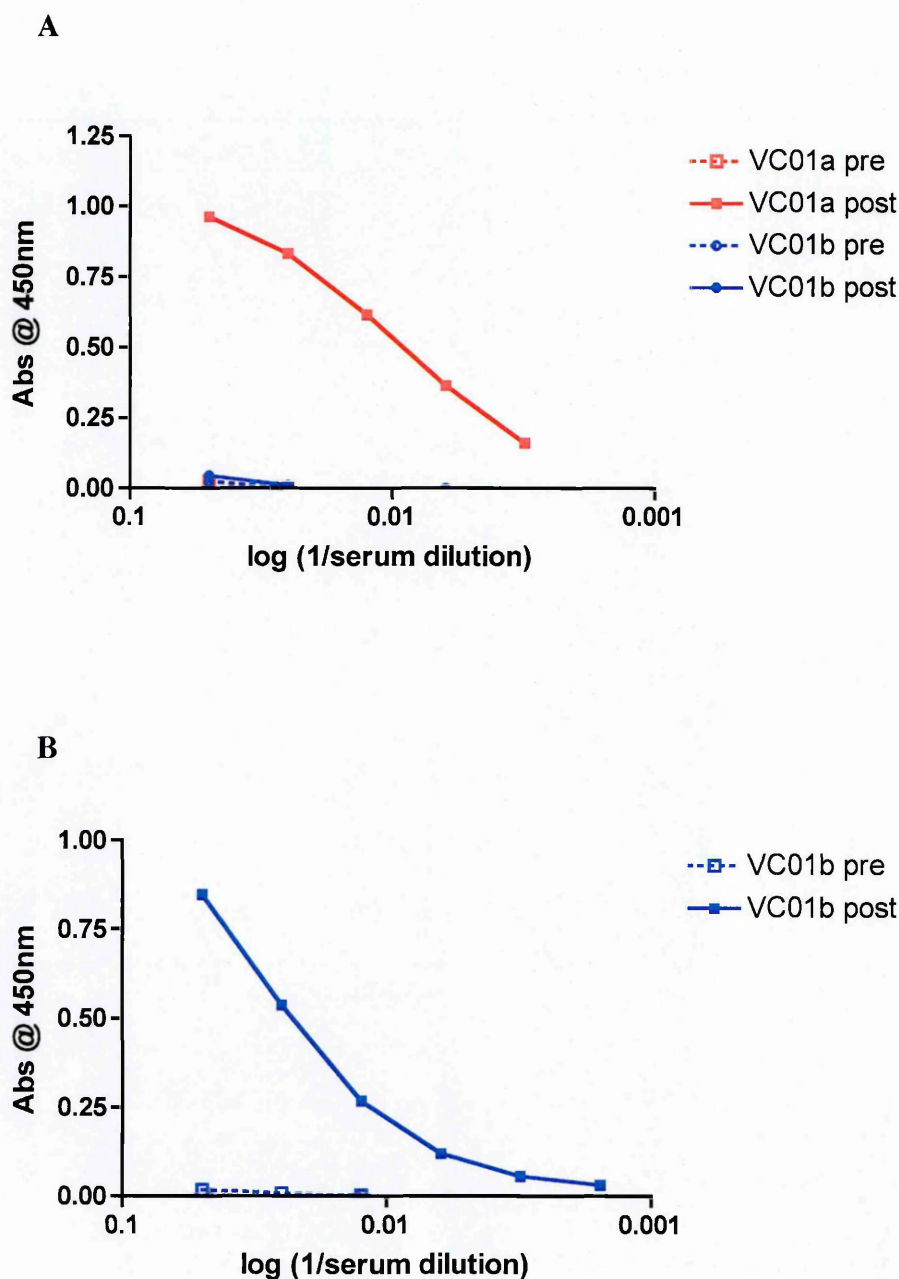 A
1.25
1.00
0.75
0.50
0.25
0.00
Abs @ 450nm
0.1
0.01
0.001
log (1/serum dilution)
VC01a pre
VC01a post
VC01b pre
VC01b post
B
1.00
0.75
0.50
0.25
0.00
Abs @ 450nm
0.1
0.01
0.001
log (1/serum dilution)
VC01b pre
VC01b post